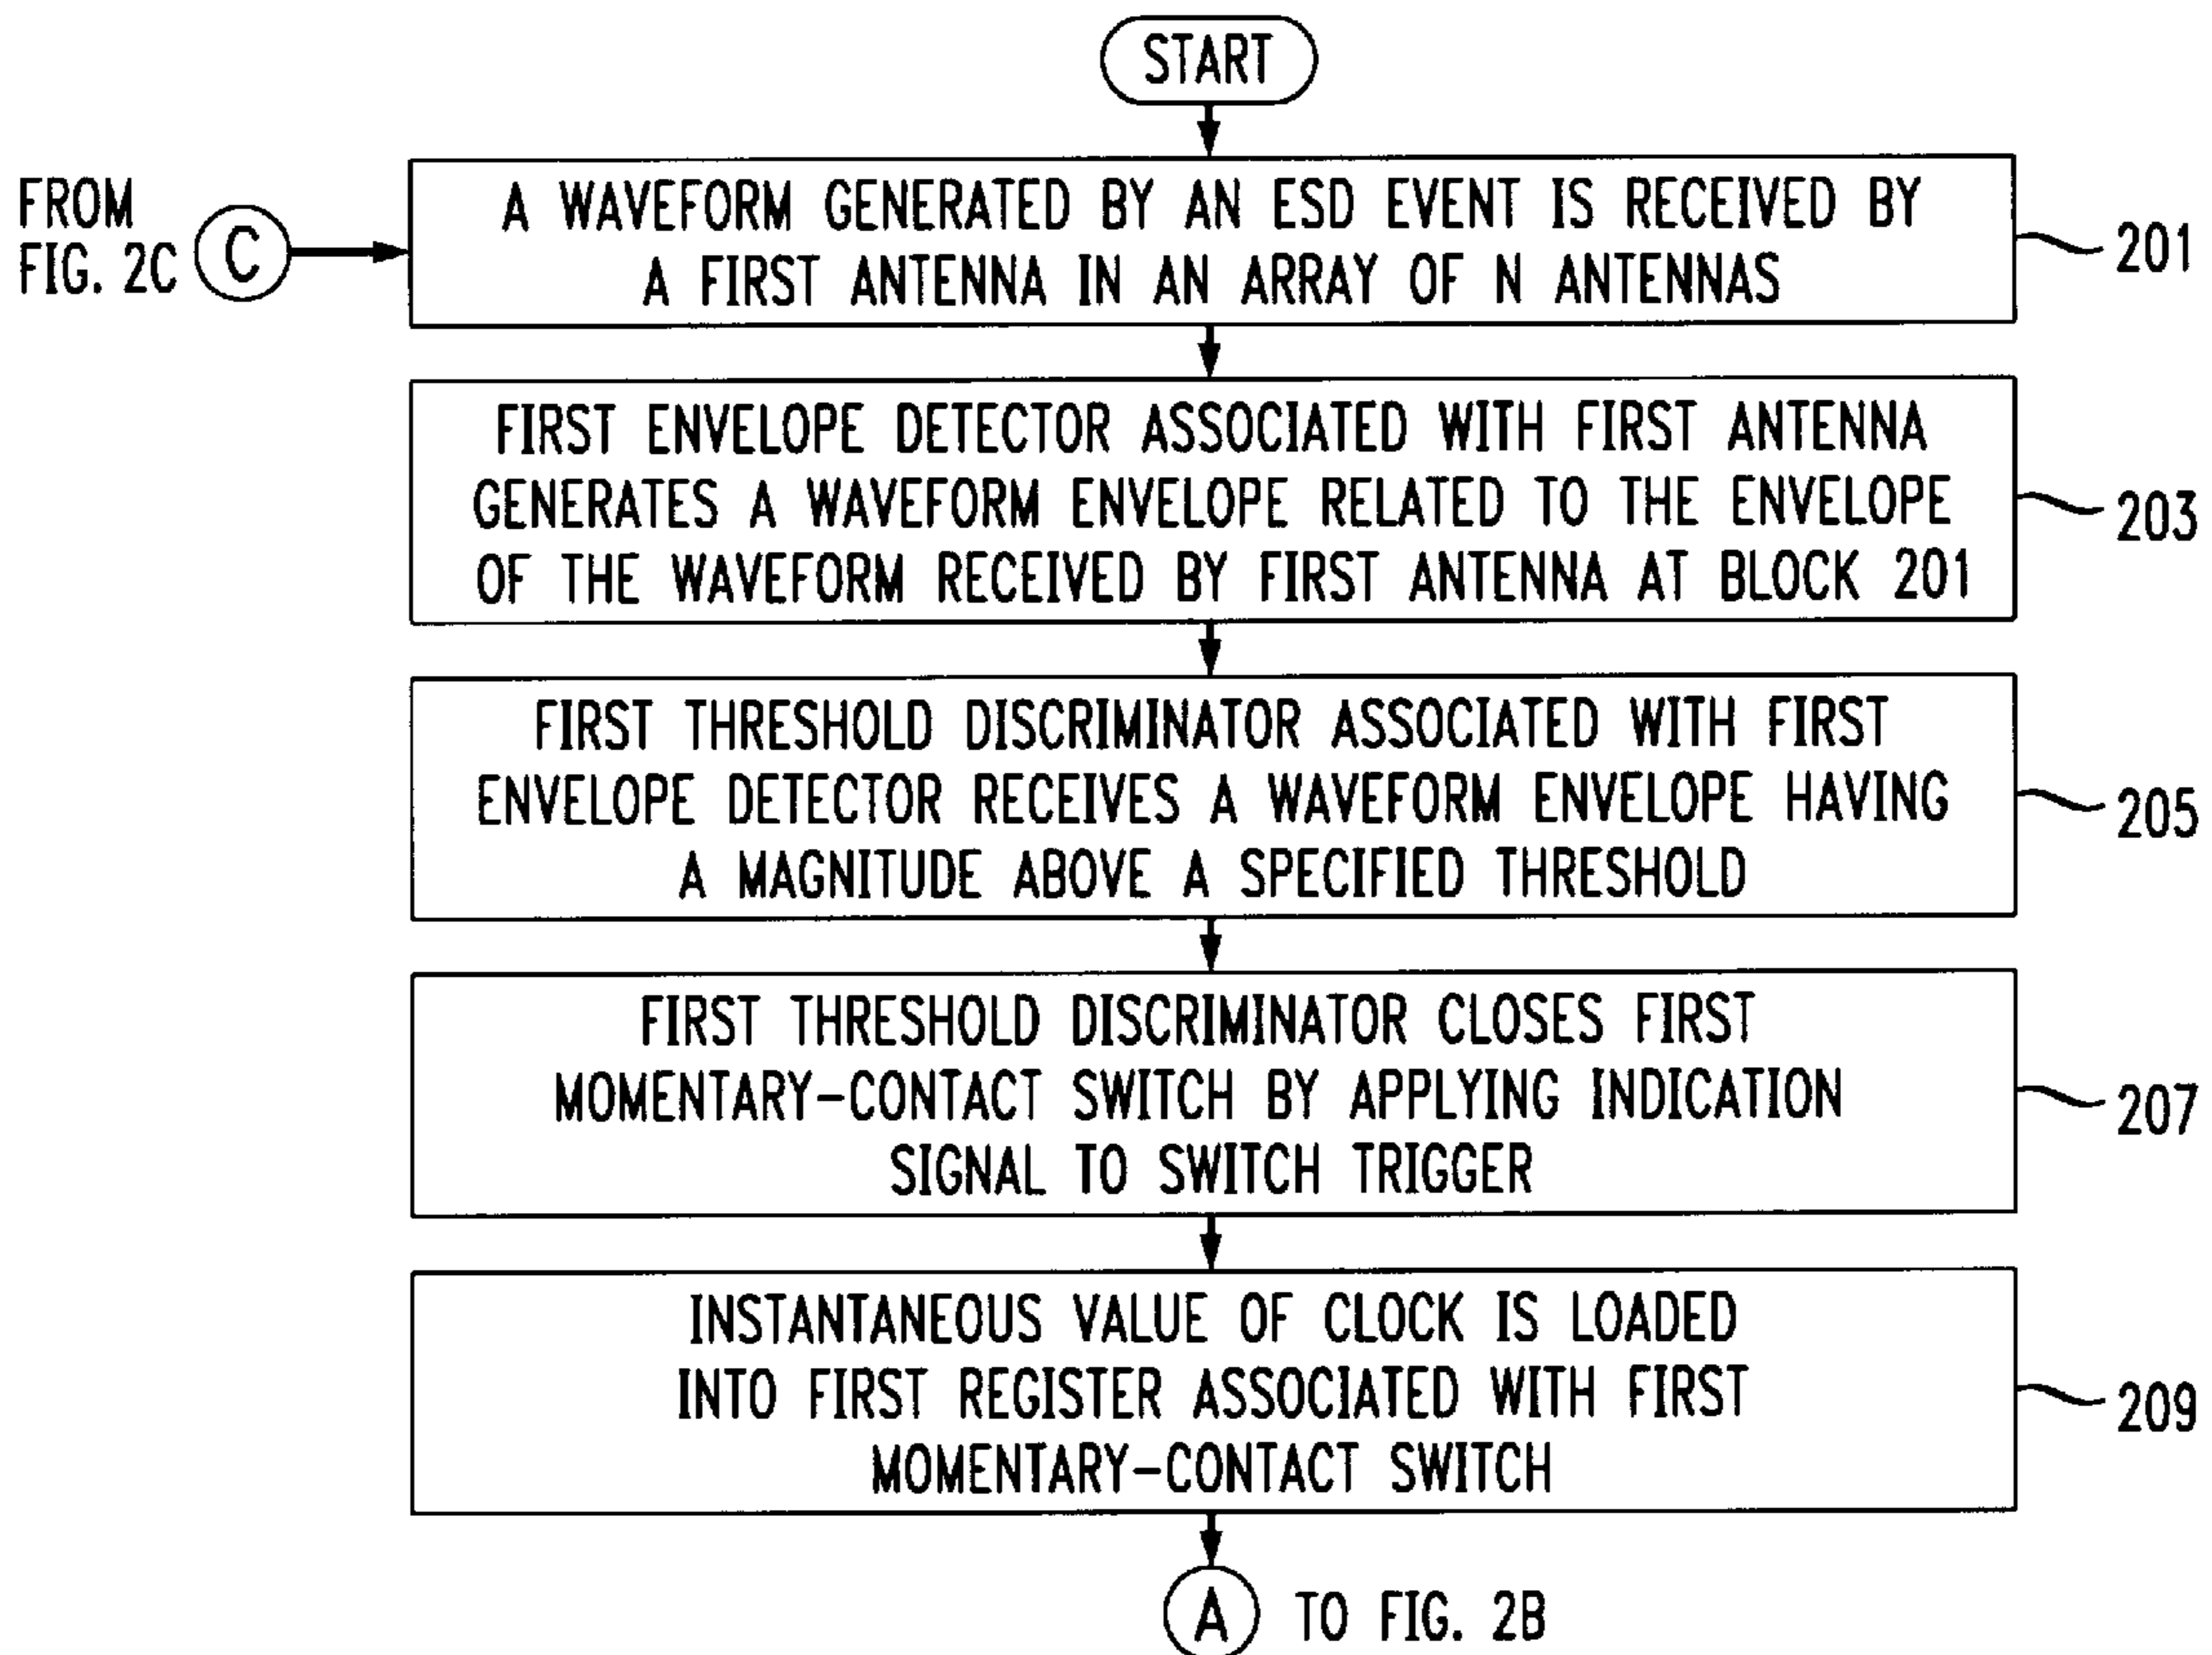 START
FROM
FIG. 2C
C
A WAVEFORM GENERATED BY AN ESD EVENT IS RECEIVED BY
A FIRST ANTENNA IN AN ARRAY OF N ANTENNAS
201
FIRST ENVELOPE DETECTOR ASSOCIATED WITH FIRST ANTENNA
GENERATES A WAVEFORM ENVELOPE RELATED TO THE ENVELOPE
OF THE WAVEFORM RECEIVED BY FIRST ANTENNA AT BLOCK 201
203
FIRST THRESHOLD DISCRIMINATOR ASSOCIATED WITH FIRST
ENVELOPE DETECTOR RECEIVES A WAVEFORM ENVELOPE HAVING
A MAGNITUDE ABOVE A SPECIFIED THRESHOLD
205
FIRST THRESHOLD DISCRIMINATOR CLOSES FIRST
MOMENTARY-CONTACT SWITCH BY APPLYING INDICATION
SIGNAL TO SWITCH TRIGGER
207
INSTANTANEOUS VALUE OF CLOCK IS LOADED
INTO FIRST REGISTER ASSOCIATED WITH FIRST
MOMENTARY-CONTACT SWITCH
209
A
TO FIG. 2B